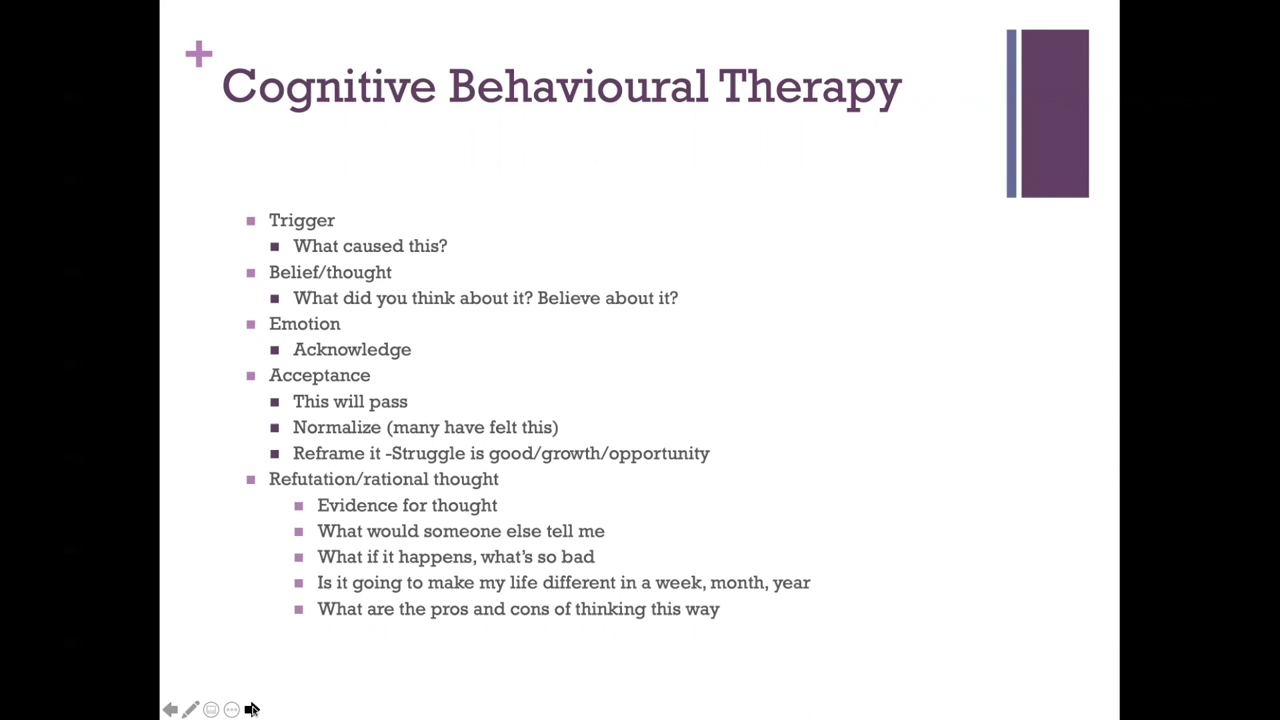 +
Cognitive Behavioural Therapy
Trigger
What caused this?
Belief/thought
What did you think about it? Believe about it?
Emotion
Acknowledge
Acceptance
This will pass
Normalize (many have felt this)
Reframe it -Struggle is good/growth/opportunity
Refutation/rational thought
Evidence for thought
What would someone else tell me
What if it happens, what’s so bad
Is it going to make my life different in a week, month, year
What are the pros and cons of thinking this way